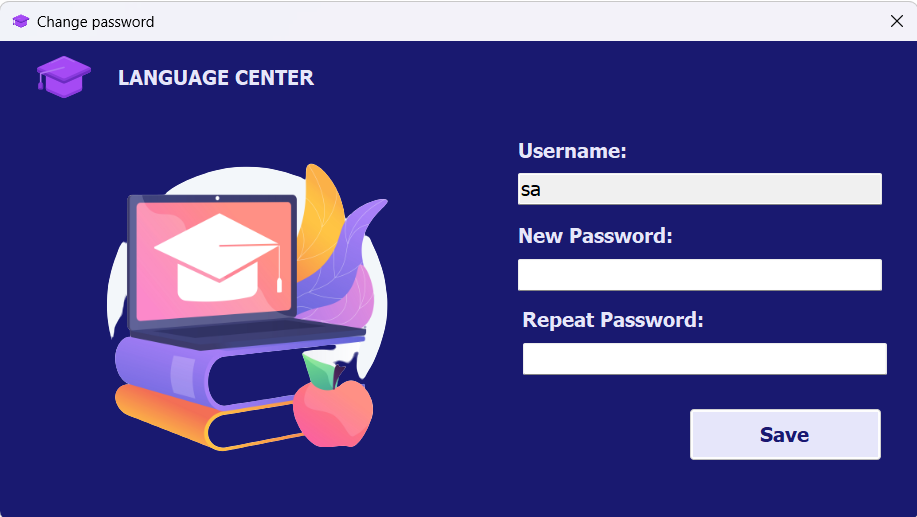 Change password
LANGUAGE CENTER
Username:
sa
New Password:
Repeat Password:
Save